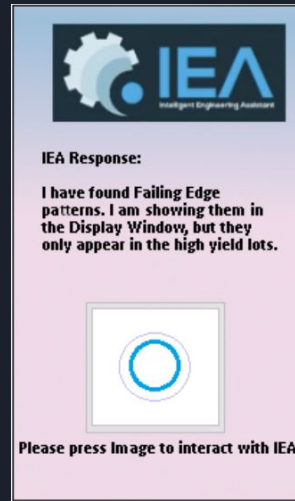 IEA
Intelligent Engineering Assistant
IEA Response:
I have found Failing Edge
patterns. I am showing them in
the Display Window, but they
only appear in the high yield lots.
Please press Image to interact with IEA